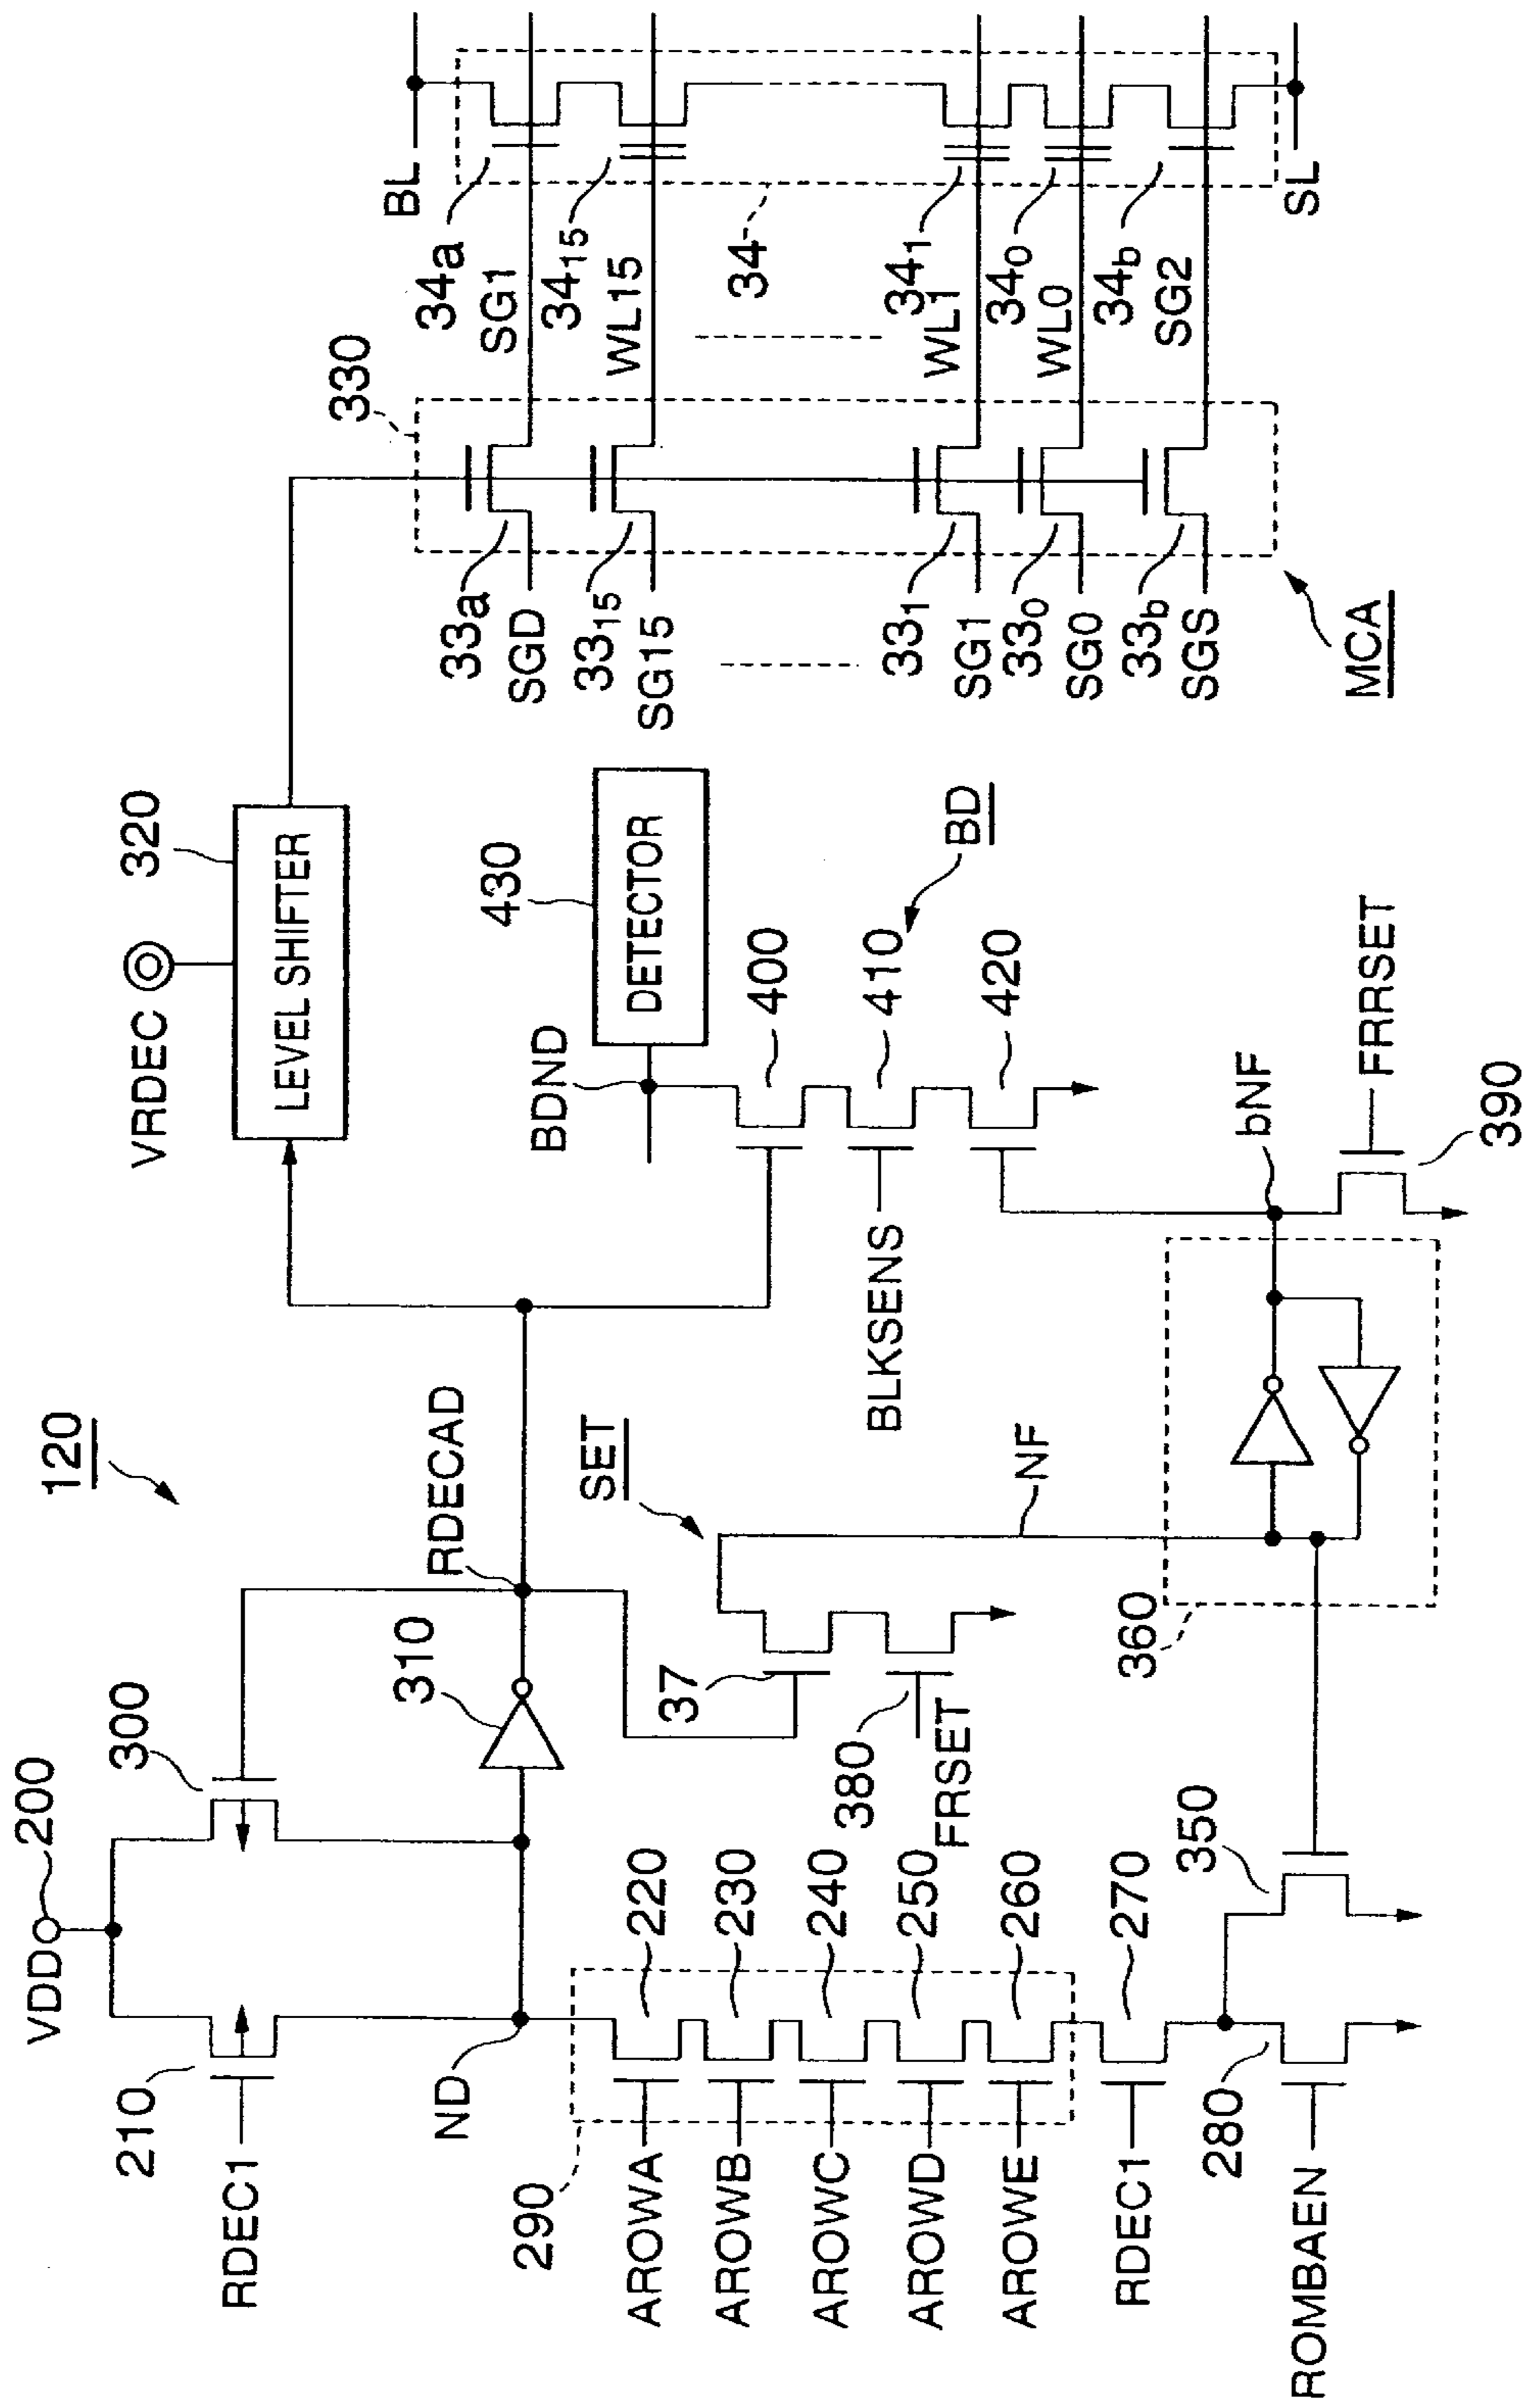 120
VDD
200
210
RDEC1
300
ND
310
RDECAD
290
AROWA
220
AROWB
230
AROWC
240
AROWD
250
AROWE
260
RDEC1
270
ROMBAEN
280
350
SET
37
380
FRSET
NF
360
bNF
FRRSET
390
VRDEC
320
LEVEL SHIFTER
BDND
430
DETECTOR
400
BLKSENS
410
420
BD
330
33a
SGD
3315
SG15
331
SG1
330
SG0
33b
SGS
MCA
BL
34a
SG1
3415
WL15
34
341
WL1
340
WL0
34b
SG2
SL